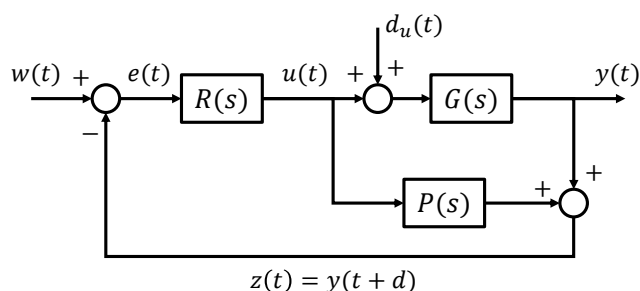 d_u(t)
w(t) + e(t) R(s) u(t) + + G(s) y(t)
−
P(s) + +
z(t) = y(t + d)